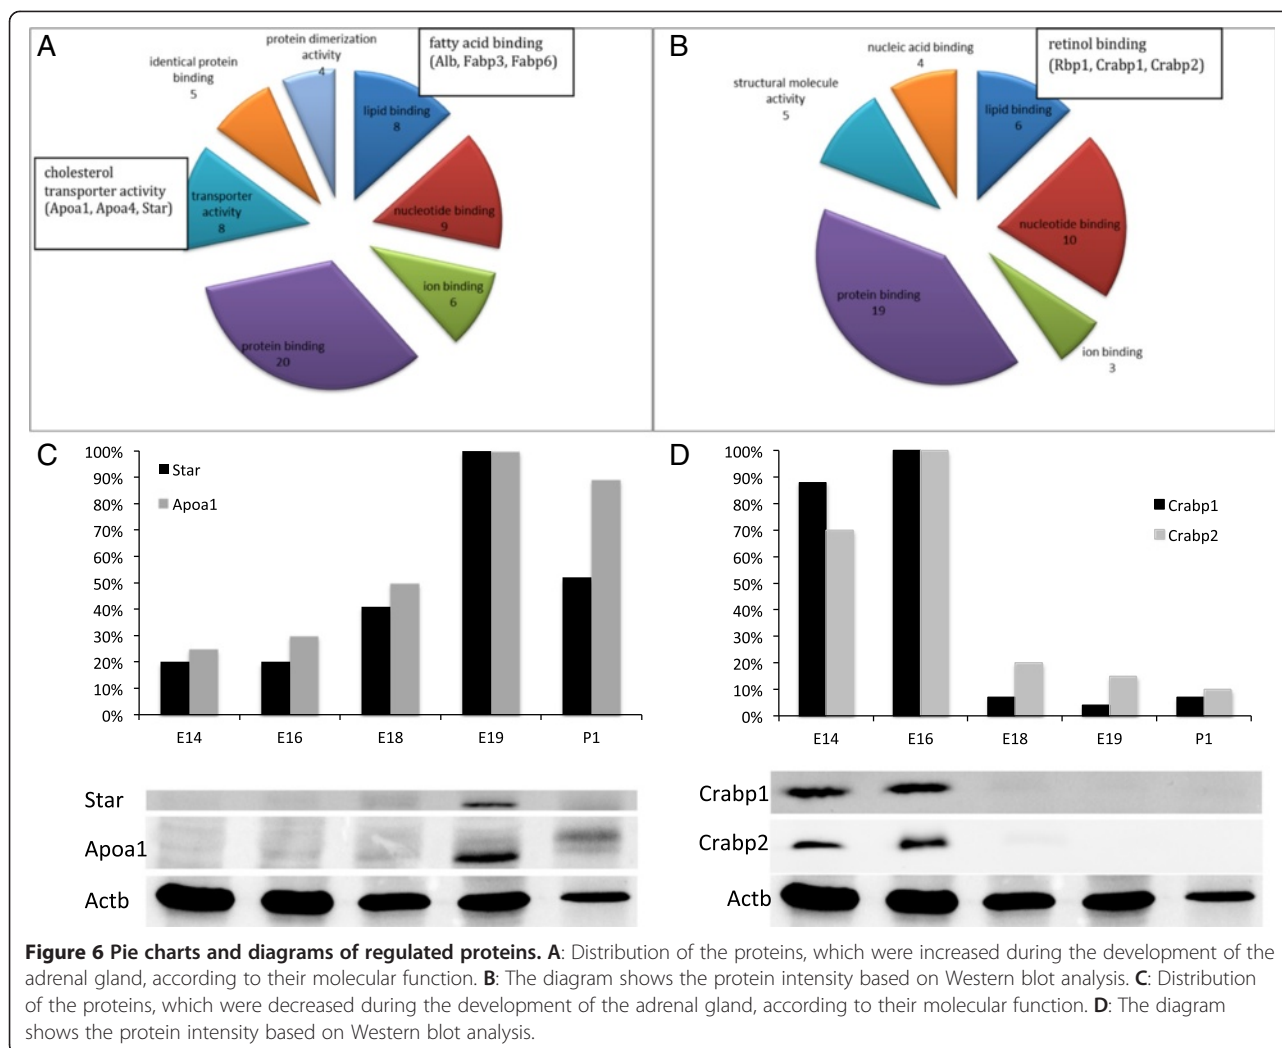 A
protein dimerization
activity
4
fatty acid binding
(Alb, Fabp3, Fabp6)
identical protein
binding
5
lipid binding
8
cholesterol
transporter activity
(Apoa1, Apoa4, Star)
transporter
activity
8
nucleotide binding
9
ion binding
6
protein binding
20
B
nucleic acid binding
4
retinol binding
(Rbp1, Crabp1, Crabp2)
structural molecule
activity
5
lipid binding
6
nucleotide binding
10
protein binding
19
ion binding
3
C
100%
90%
80%
70%
60%
50%
40%
30%
20%
10%
0%
Star
Apoa1
E14 E16 E18 E19 P1
Star
Apoa1
Actb
D
100%
90%
80%
70%
60%
50%
40%
30%
20%
10%
0%
Crabp1
Crabp2
E14 E16 E18 E19 P1
Crabp1
Crabp2
Actb
Figure 6 Pie charts and diagrams of regulated proteins. A: Distribution of the proteins, which were increased during the development of the
adrenal gland, according to their molecular function. B: The diagram shows the protein intensity based on Western blot analysis. C: Distribution
of the proteins, which were decreased during the development of the adrenal gland, according to their molecular function. D: The diagram
shows the protein intensity based on Western blot analysis.